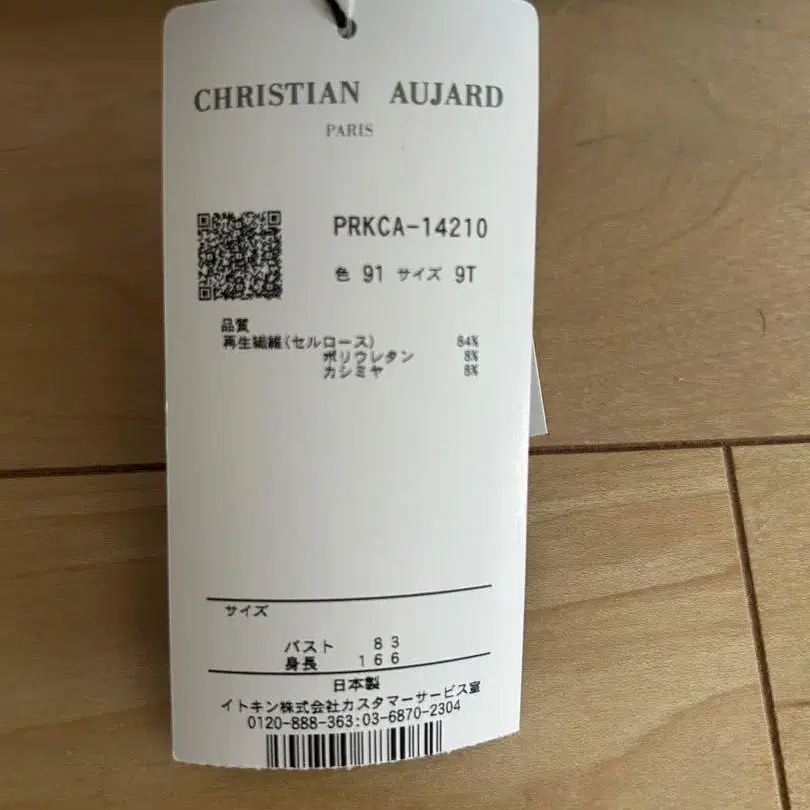 CHRISTIAN AUJARD
PARIS
PRKCA-14210
色 91 サイズ 9T
品質
再生繊維(セルロース) 84%
ポリウレタン 8%
カシミヤ 8%
サイズ
バスト 83
身長 166
日本製
イトキン株式会社カスタマーサービス室
0120-888-363:03-6870-2304